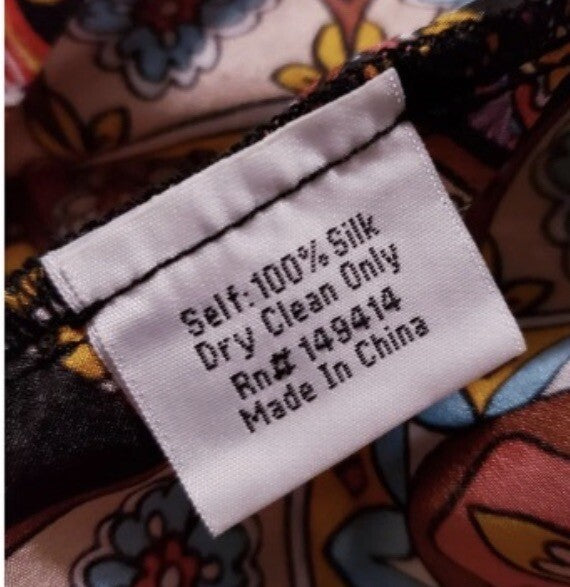 Self:100% Silk
Dry Clean Only
Rn# 149414
Made In China